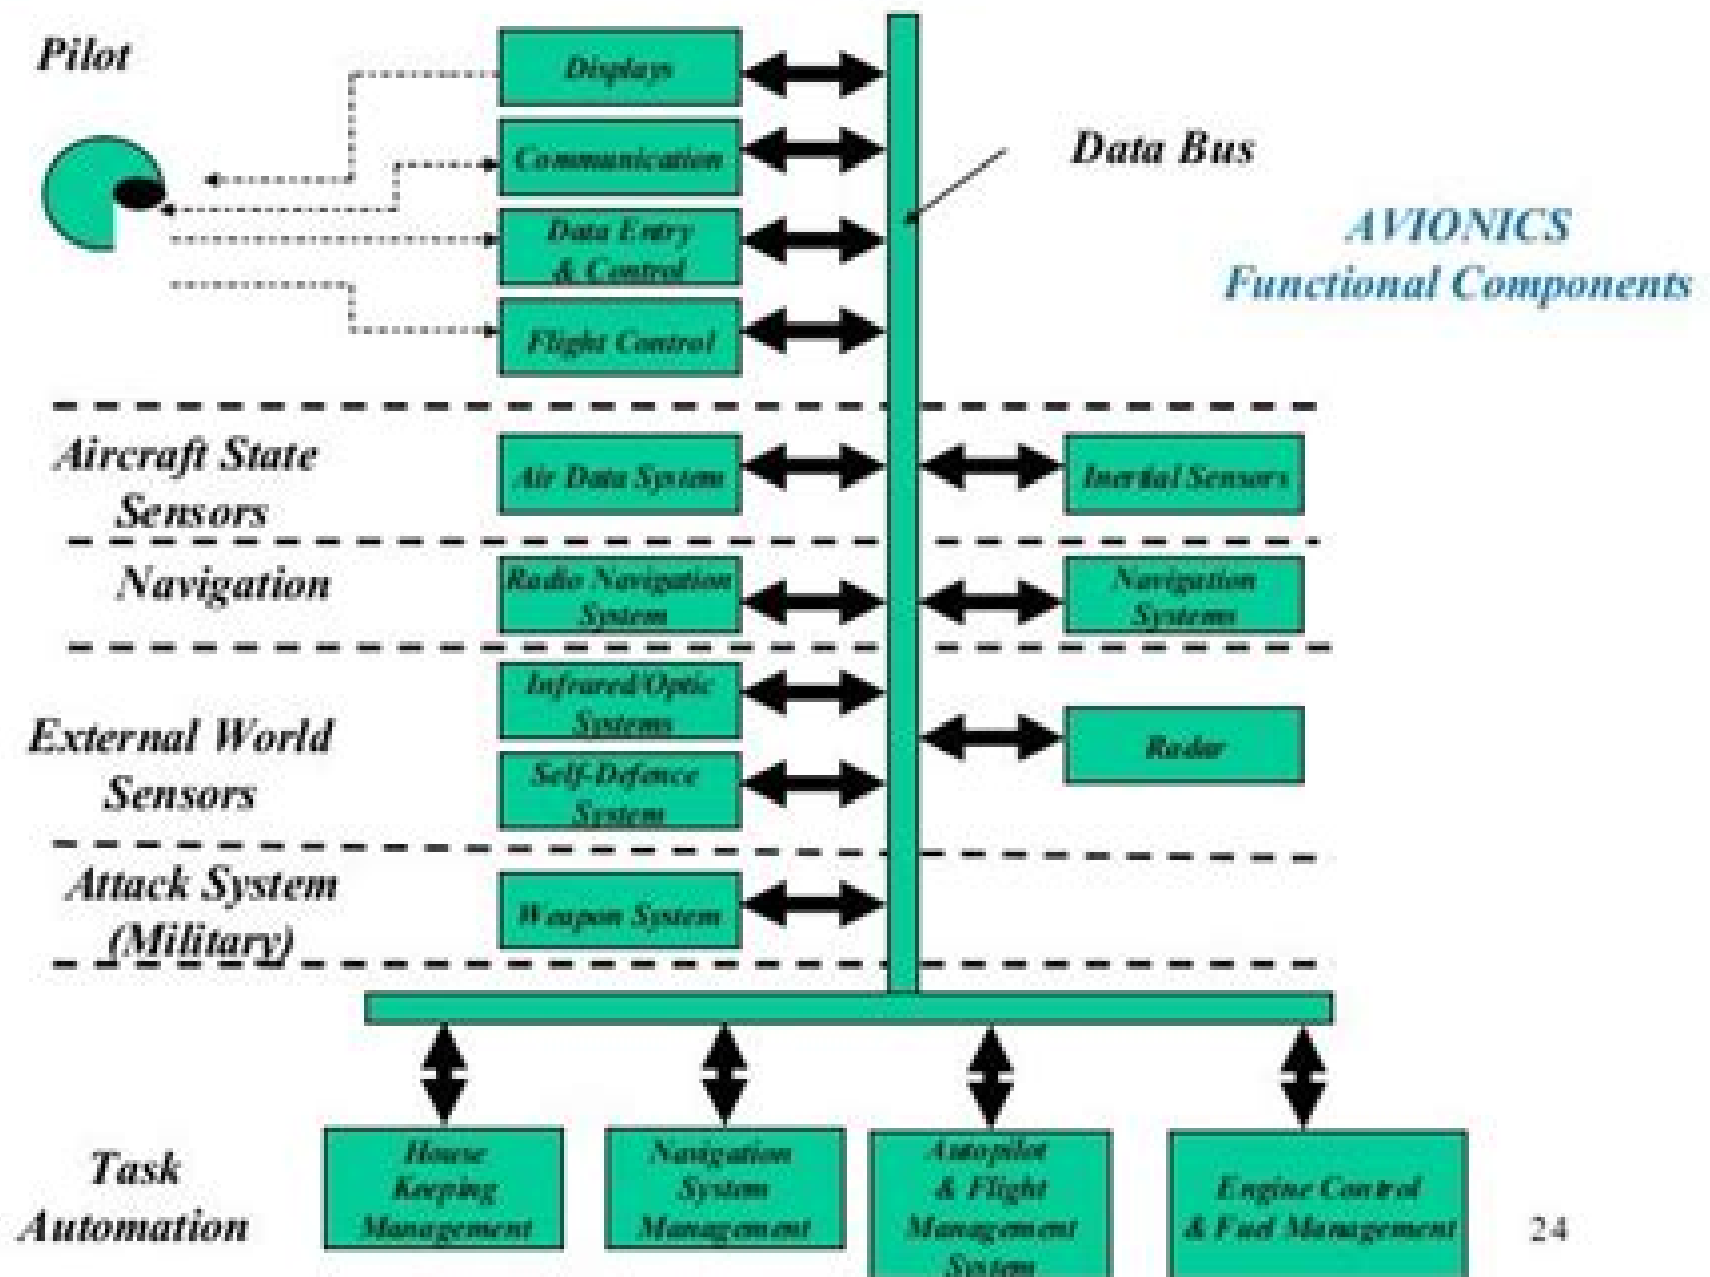 Pilot
Displays
Communication
Data Entry
& Control
Flight Control
Data Bus
AVIONICS
Functional Components
Aircraft State
Sensors
Air Data System
Inertial Sensors
Navigation
Radio Navigation
System
Navigation
Systems
External World
Sensors
Infrared/Optic
Systems
Self-Defence
System
Radar
Attack System
(Military)
Weapon System
Task
Automation
House
Keeping
Management
Navigation
System
Management
Autopilot
& Flight
Management
System
Engine Control
& Fuel Management
24